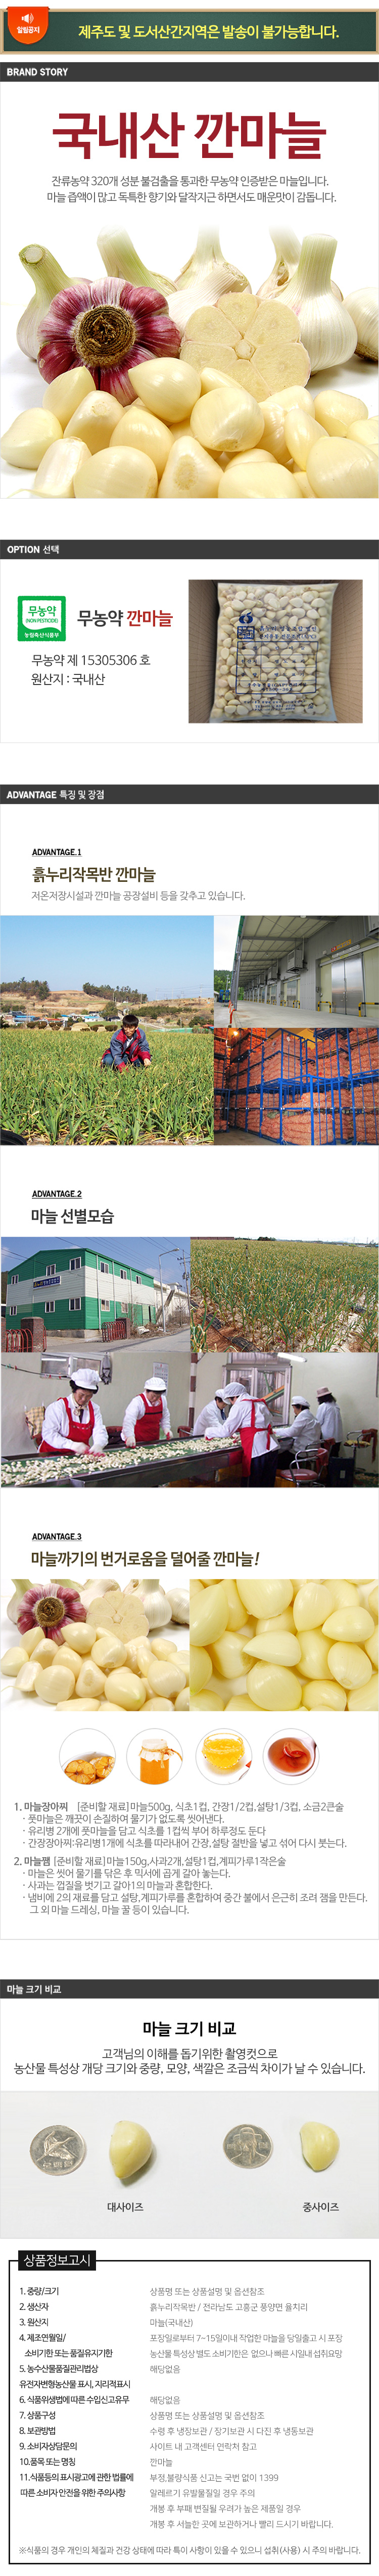 알림공지
제주도 및 도서산간지역은 발송이 불가능합니다.
BRAND STORY
국내산 깐마늘
잔류농약 320개 성분 불검출을 통과한 무농약 인증받은 마늘입니다.
마늘 즙액이 많고 독특한 향기와 달작지근 하면서도 매운맛이 감돕니다.
OPTION 선택
무농약
(NON PESTICIDE)
농림축산식품부
무농약 깐마늘
무농약 제 15305306 호
원산지 : 국내산
ADVANTAGE 특징 및 장점
ADVANTAGE.1
흙누리작목반 깐마늘
저온저장시설과 깐마늘 공장설비 등을 갖추고 있습니다.
ADVANTAGE.2
마늘 선별모습
ADVANTAGE.3
마늘까기의 번거로움을 덜어줄 깐마늘!
1. 마늘장아찌 [준비할 재료]마늘500g, 식초1컵, 간장1/2컵,설탕1/3컵, 소금2큰술
· 풋마늘은 깨끗이 손질하여 물기가 없도록 씻어낸다.
· 유리병 2개에 풋마늘을 담고 식초를 1컵씩 부어 하루정도 둔다
· 간장장아찌:유리병1개에 식초를 따라내어 간장,설탕 절반을 넣고 섞어 다시 붓는다.
2. 마늘쨈 [준비할 재료]마늘150g,사과2개,설탕1컵,계피가루1작은술
· 마늘은 씻어 물기를 닦은 후 믹서에 곱게 갈아 놓는다.
· 사과는 껍질을 벗기고 갈아1의 마늘과 혼합한다.
· 냄비에 2의 재료를 담고 설탕,계피가루를 혼합하여 중간 불에서 은근히 조려 잼을 만든다.
그 외 마늘 드레싱, 마늘 꿀 등이 있습니다.
마늘 크기 비교
마늘 크기 비교
고객님의 이해를 돕기위한 촬영컷으로
농산물 특성상 개당 크기와 중량, 모양, 색깔은 조금씩 차이가 날 수 있습니다.
대사이즈
중사이즈
상품정보고시
1. 중량/크기 상품명 또는 상품설명 및 옵션참조
2. 생산자 흙누리작목반 / 전라남도 고흥군 풍양면 율치리
3. 원산지 마늘(국내산)
4. 제조연월일/ 포장일로부터 7~15일이내 작업한 마늘을 당일출고 시 포장
소비기한 또는 품질유지기한 농산물 특성상 별도 소비기한은 없으나 빠른 시일내 섭취요망
5. 농수산물품질관리법상 해당없음
유전자변형농산물 표시, 지리적표시
6. 식품위생법에 따른 수입신고유무 해당없음
7. 상품구성 상품명 또는 상품설명 및 옵션참조
8. 보관방법 수령 후 냉장보관 / 장기보관 시 다진 후 냉동보관
9. 소비자상담문의 사이트 내 고객센터 연락처 참고
10.품목 또는 명칭 깐마늘
11.식품등의 표시광고에 관한 법률에 부정,불량식품 신고는 국번 없이 1399
따른 소비자 안전을 위한 주의사항 알레르기 유발물질일 경우 주의
개봉 후 부패 변질될 우려가 높은 제품일 경우
개봉 후 서늘한 곳에 보관하거나 빨리 드시기 바랍니다.
※식품의 경우 개인의 체질과 건강 상태에 따라 특이 사항이 있을 수 있으니 섭취(사용) 시 주의 바랍니다.